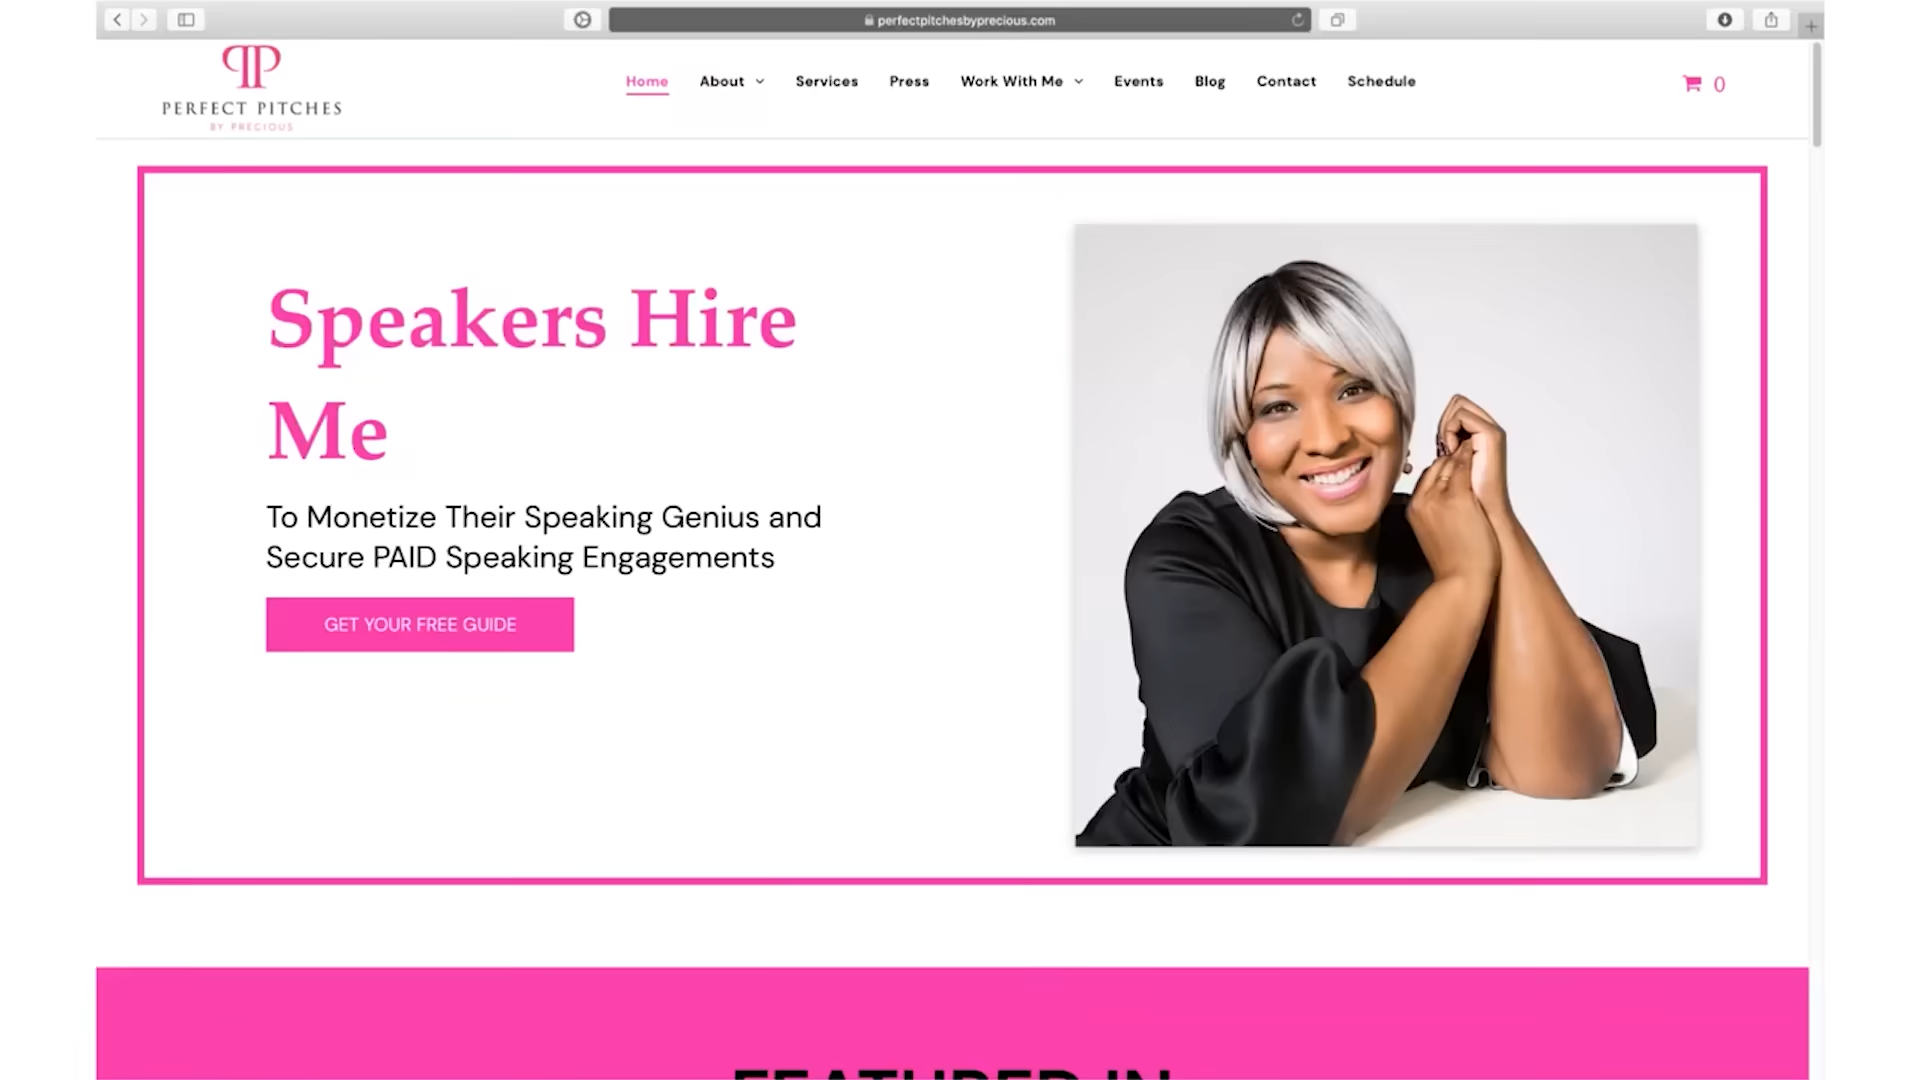 perfectpitchesbyprecious.com
PERFECT PITCHES
BY PRECIOUS
Home About Services Press Work With Me Events Blog Contact Schedule 0
Speakers Hire
Me
To Monetize Their Speaking Genius and
Secure PAID Speaking Engagements
GET YOUR FREE GUIDE
FEATURED IN